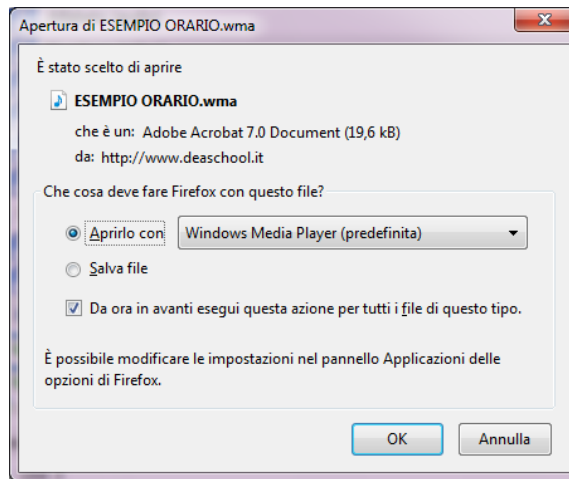 Apertura di ESEMPIO ORARIO.wma
È stato scelto di aprire
ESEMPIO ORARIO.wma
che è un: Adobe Acrobat 7.0 Document (19,6 kB)
da: http://www.deaschool.it
Che cosa deve fare Firefox con questo file?
Aprirlo con Windows Media Player (predefinita)
Salva file
Da ora in avanti esegui questa azione per tutti i file di questo tipo.
È possibile modificare le impostazioni nel pannello Applicazioni delle
opzioni di Firefox.
OK Annulla